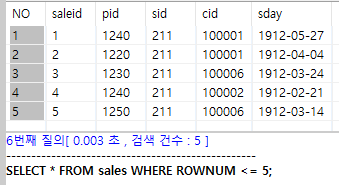 NO saleid pid sid cid sday
1 1 1240 211 100001 1912-05-27
2 2 1220 211 100001 1912-04-04
3 3 1230 211 100006 1912-03-24
4 4 1240 211 100002 1912-02-21
5 5 1250 211 100006 1912-03-14
6번째 질의[ 0.003 초 , 검색 건수 : 5 ]
--------------------------------------------------
SELECT * FROM sales WHERE ROWNUM <= 5;